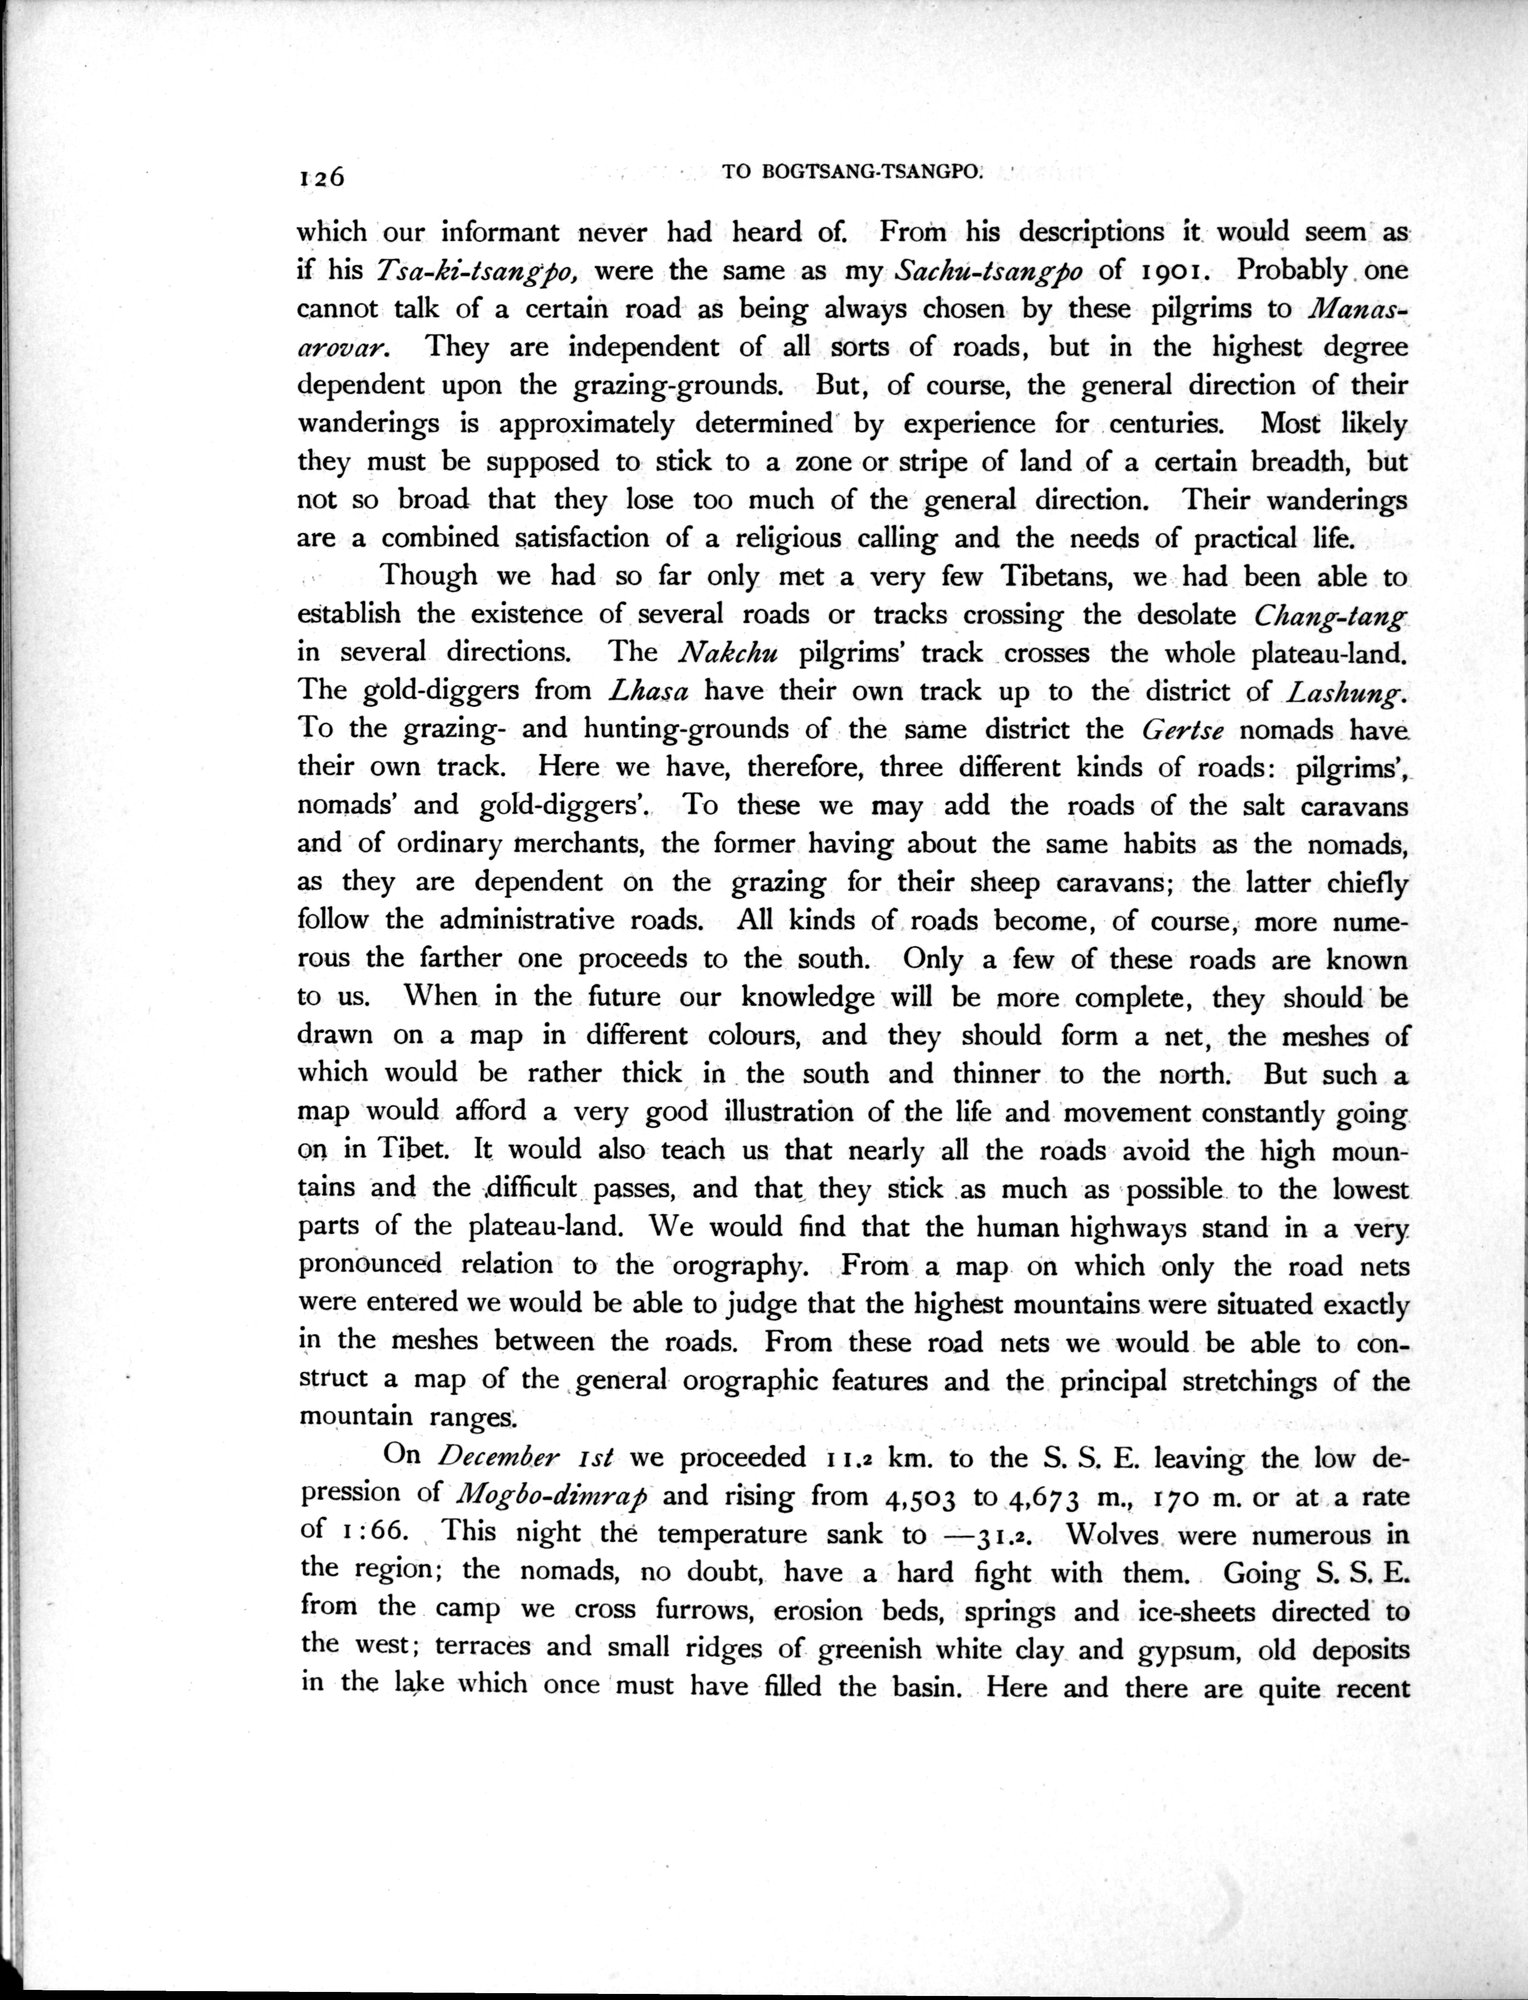 126
TO BOGTSANG-TSANGPO.
which our informant never had heard of. From his descriptions it would seem as
if his Tsa-ki-tsangpo, were the same as my Sachu-tsangpo of 1901. Probably one
cannot talk of a certain road as being always chosen by these pilgrims to Manas-
arovar. They are independent of all sorts of roads, but in the highest degree
dependent upon the grazing-grounds. But, of course, the general direction of their
wanderings is approximately determined by experience for centuries. Most likely
they must be supposed to stick to a zone or stripe of land of a certain breadth, but
not so broad that they lose too much of the general direction. Their wanderings
are a combined satisfaction of a religious calling and the needs of practical life.
Though we had so far only met a very few Tibetans, we had been able to
establish the existence of several roads or tracks crossing the desolate Chang-tang
in several directions. The Nakchu pilgrims' track crosses the whole plateau-land.
The gold-diggers from Lhasa have their own track up to the district of Lashung.
To the grazing- and hunting-grounds of the same district the Gertse nomads have
their own track. Here we have, therefore, three different kinds of roads: pilgrims',
nomads' and gold-diggers'. To these we may add the roads of the salt caravans
and of ordinary merchants, the former having about the same habits as the nomads,
as they are dependent on the grazing for their sheep caravans; the latter chiefly
follow the administrative roads. All kinds of roads become, of course, more nume-
rous the farther one proceeds to the south. Only a few of these roads are known
to us. When in the future our knowledge will be more complete, they should be
drawn on a map in different colours, and they should form a net, the meshes of
which would be rather thick in the south and thinner to the north. But such a
map would afford a very good illustration of the life and movement constantly going
on in Tibet. It would also teach us that nearly all the roads avoid the high moun-
tains and the difficult passes, and that they stick as much as possible to the lowest
parts of the plateau-land. We would find that the human highways stand in a very
pronounced relation to the orography. From a map on which only the road nets
were entered we would be able to judge that the highest mountains were situated exactly
in the meshes between the roads. From these road nets we would be able to con-
struct a map of the general orographic features and the principal stretchings of the
mountain ranges.
On December 1st we proceeded 11.2 km. to the S. S. E. leaving the low de-
pression of Mogbo-dimrap and rising from 4,503 to 4,673 m., 170 m. or at a rate
of 1:66. This night the temperature sank to —31.2. Wolves were numerous in
the region; the nomads, no doubt, have a hard fight with them. Going S. S. E.
from the camp we cross furrows, erosion beds, springs and ice-sheets directed to
the west; terraces and small ridges of greenish white clay and gypsum, old deposits
in the lake which once must have filled the basin. Here and there are quite recent